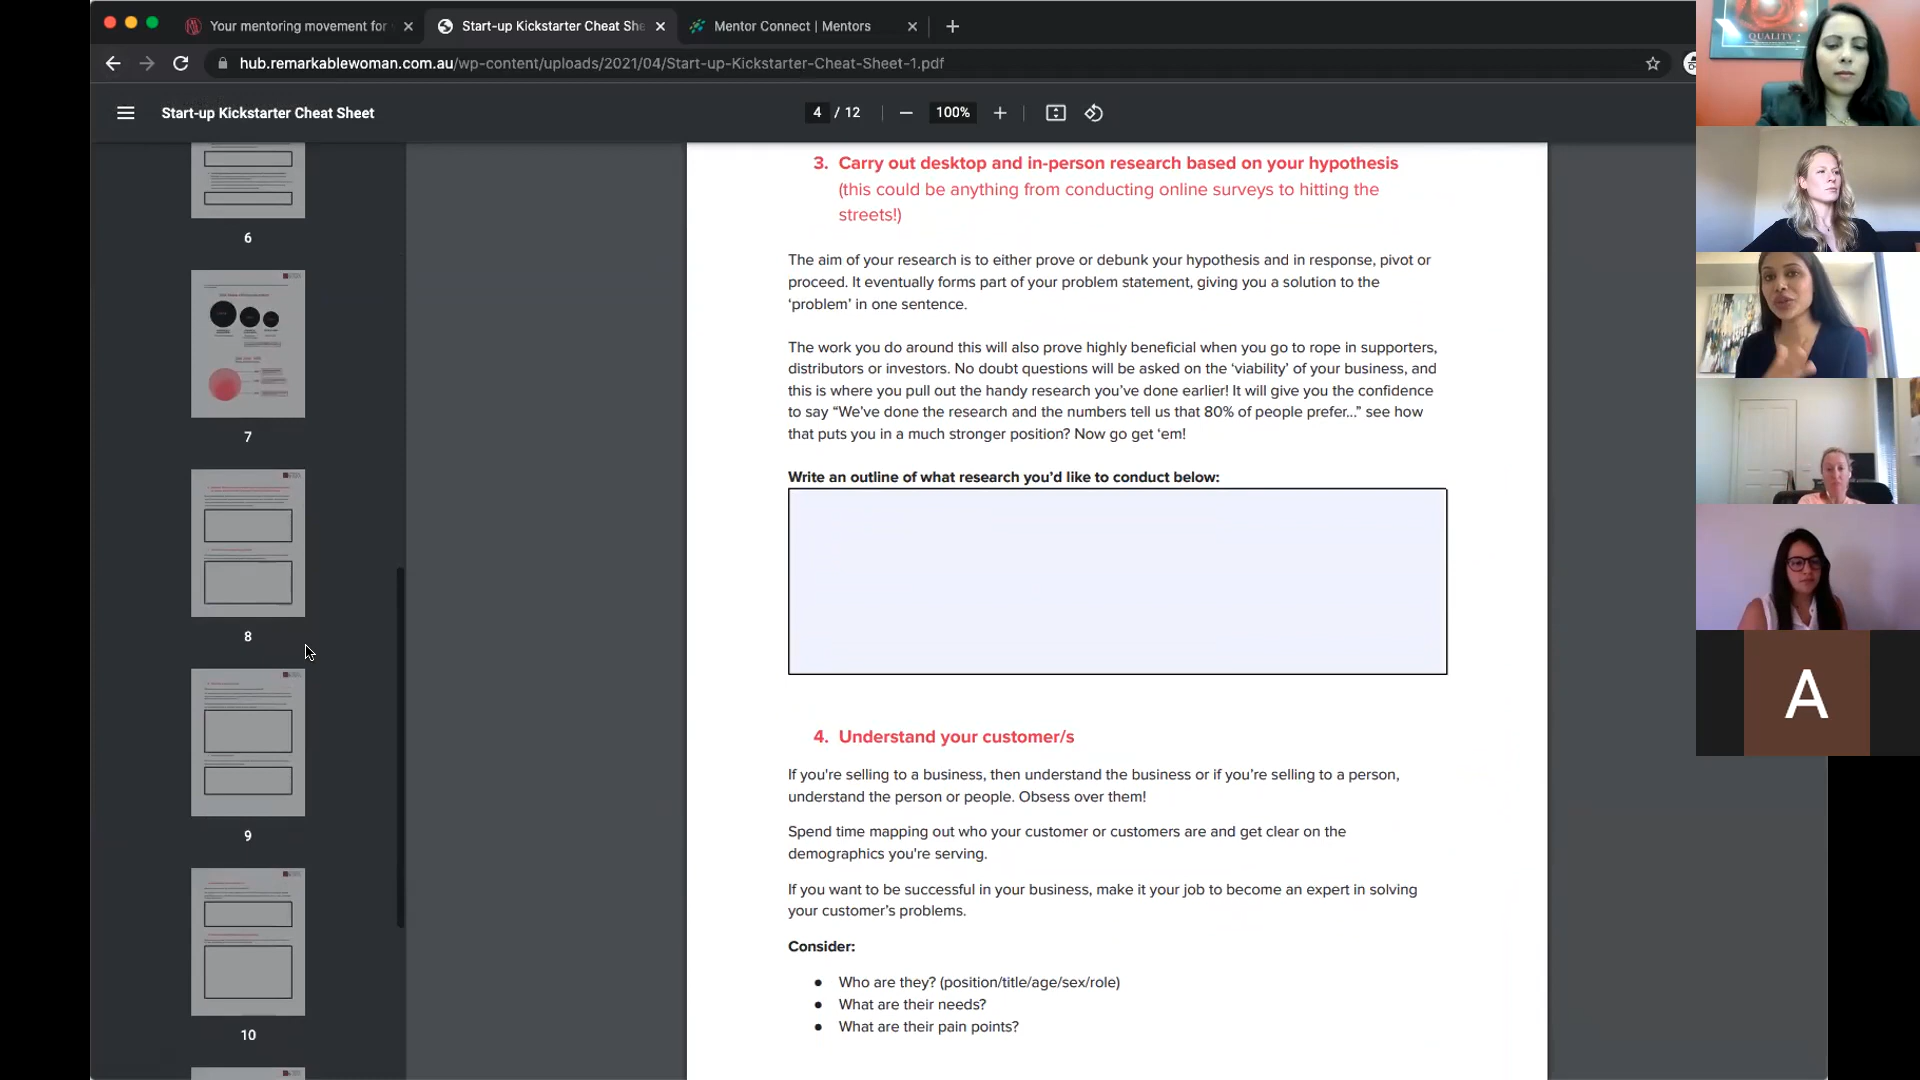 Your mentoring movement for
Start-up Kickstarter Cheat She
Mentor Connect | Mentors
hub.remarkablewoman.com.au/wp-content/uploads/2021/04/Start-up-Kickstarter-Cheat-Sheet-1.pdf
Start-up Kickstarter Cheat Sheet
4 / 12
100%
QUALITY
6
7
8
9
10
3. Carry out desktop and in-person research based on your hypothesis
(this could be anything from conducting online surveys to hitting the
streets!)
The aim of your research is to either prove or debunk your hypothesis and in response, pivot or
proceed. It eventually forms part of your problem statement, giving you a solution to the
‘problem’ in one sentence.
The work you do around this will also prove highly beneficial when you go to rope in supporters,
distributors or investors. No doubt questions will be asked on the ‘viability’ of your business, and
this is where you pull out the handy research you’ve done earlier! It will give you the confidence
to say “We’ve done the research and the numbers tell us that 80% of people prefer...” see how
that puts you in a much stronger position? Now go get ‘em!
Write an outline of what research you’d like to conduct below:
4. Understand your customer/s
If you're selling to a business, then understand the business or if you’re selling to a person,
understand the person or people. Obsess over them!
Spend time mapping out who your customer or customers are and get clear on the
demographics you're serving.
If you want to be successful in your business, make it your job to become an expert in solving
your customer’s problems.
Consider:
● Who are they? (position/title/age/sex/role)
● What are their needs?
● What are their pain points?
A